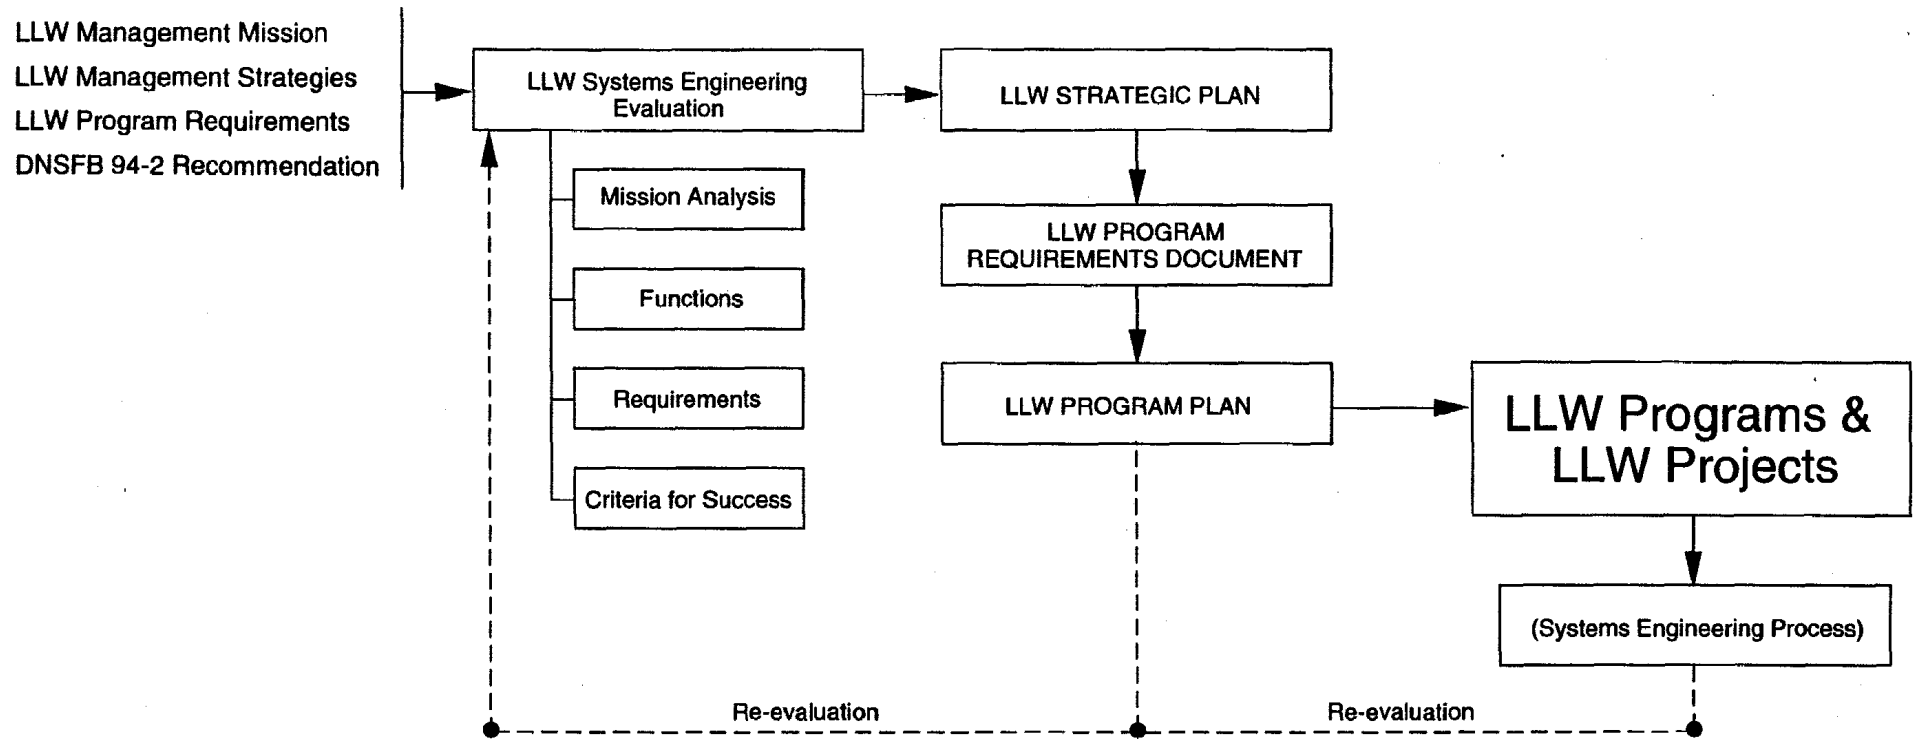 LLW Management Mission
LLW Management Strategies
LLW Program Requirements
DNSFB 94-2 Recommendation
LLW Systems Engineering
Evaluation
Mission Analysis
Functions
Requirements
Criteria for Success
LLW STRATEGIC PLAN
LLW PROGRAM
REQUIREMENTS DOCUMENT
LLW PROGRAM PLAN
LLW Programs &
LLW Projects
(Systems Engineering Process)
Re-evaluation
Re-evaluation